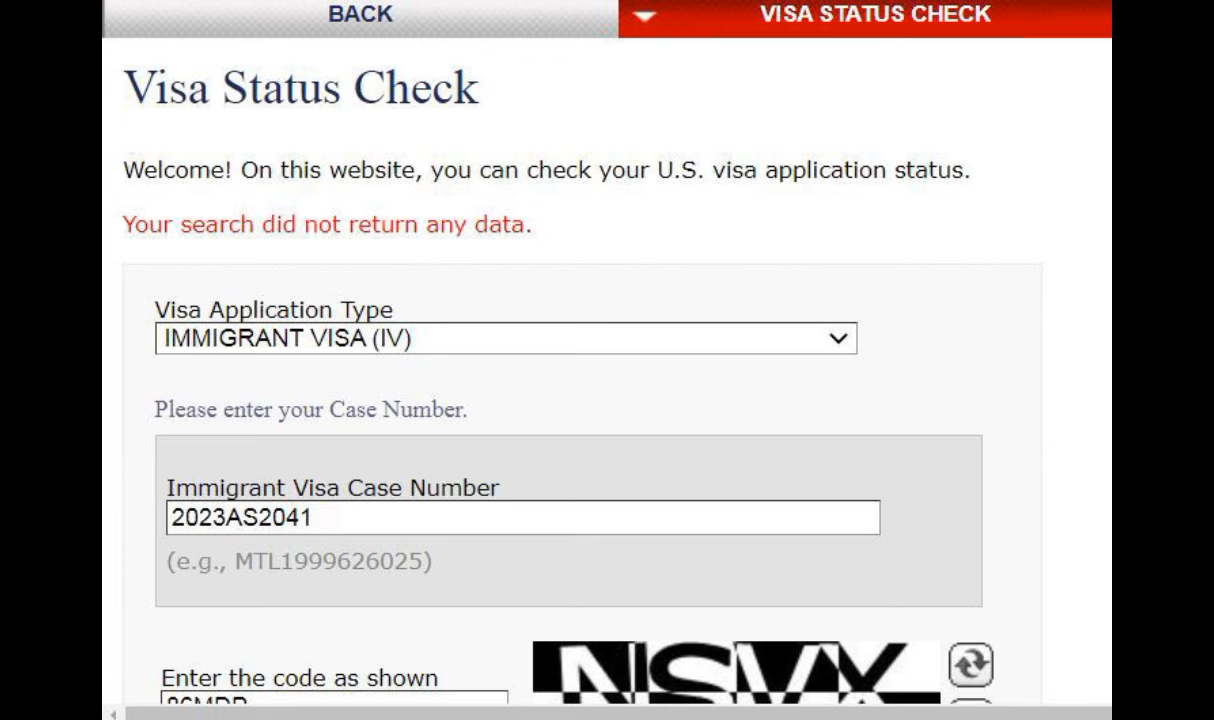 BACK
VISA STATUS CHECK
Visa Status Check
Welcome! On this website, you can check your U.S. visa application status.
Your search did not return any data.
Visa Application Type
IMMIGRANT VISA (IV)
Please enter your Case Number.
Immigrant Visa Case Number
2023AS2041
(e.g., MTL1999626025)
NSVX
Enter the code as shown